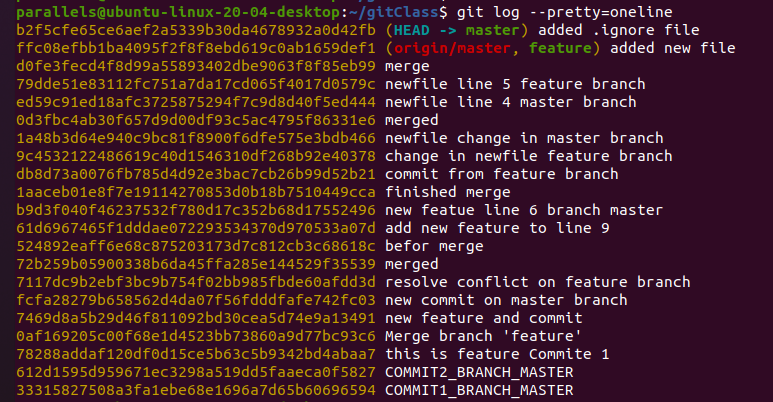 parallels@ubuntu-linux-20-04-desktop:~/gitClass$ git log --pretty=oneline
b2f5cfe65ce6aef2a5339b30da4678932a0d42fb (HEAD -> master) added .ignore file
ffc08efbb1ba4095f2f8f8ebd619c0ab1659def1 (origin/master, feature) added new file
d0fe3fecd4f8d99a55893402dbe9063f8f85eb99 merge
79dde51e83112fc751a7da17cd065f4017d0579c newfile line 5 feature branch
ed59c91ed18afc3725875294f7c9d8d40f5ed444 newfile line 4 master branch
0d3fbc4ab30f657d9d00df93c5ac4795f86331e6 merged
1a48b3d64e940c9bc81f8900f6dfe575e3bdb466 newfile change in master branch
9c4532122486619c40d1546310df268b92e40378 change in newfile feature branch
db8d73a0076fb785d4d92e3bac7cb26b99d52b21 commit from feature branch
1aaceb01e8f7e19114270853d0b18b7510449cca finished merge
b9d3f040f46237532f780d17c352b68d17552496 new featue line 6 branch master
61d6967465f1dddae072293534370d970533a07d add new feature to line 9
524892eaff6e68c875203173d7c812cb3c68618c befor merge
72b259b05900338b6da45ffa285e144529f35539 merged
7117dc9b2ebf3bc9b754f02bb985fbde60afdd3d resolve conflict on feature branch
fcfa28279b658562d4da07f56fdddfafe742fc03 new commit on master branch
7469d8a5b29d46f811092bd30cea5d74e9a13491 new feature and commit
0af169205c00f68e1d4523bb73860a9d77bc93c6 Merge branch 'feature'
78288addaf120df0d15ce5b63c5b9342bd4abaa7 this is feature Commite 1
612d1595d959671ec3298a519dd5faaeca0f5827 COMMIT2_BRANCH_MASTER
33315827508a3fa1ebe68e1696a7d65b60696594 COMMIT1_BRANCH_MASTER